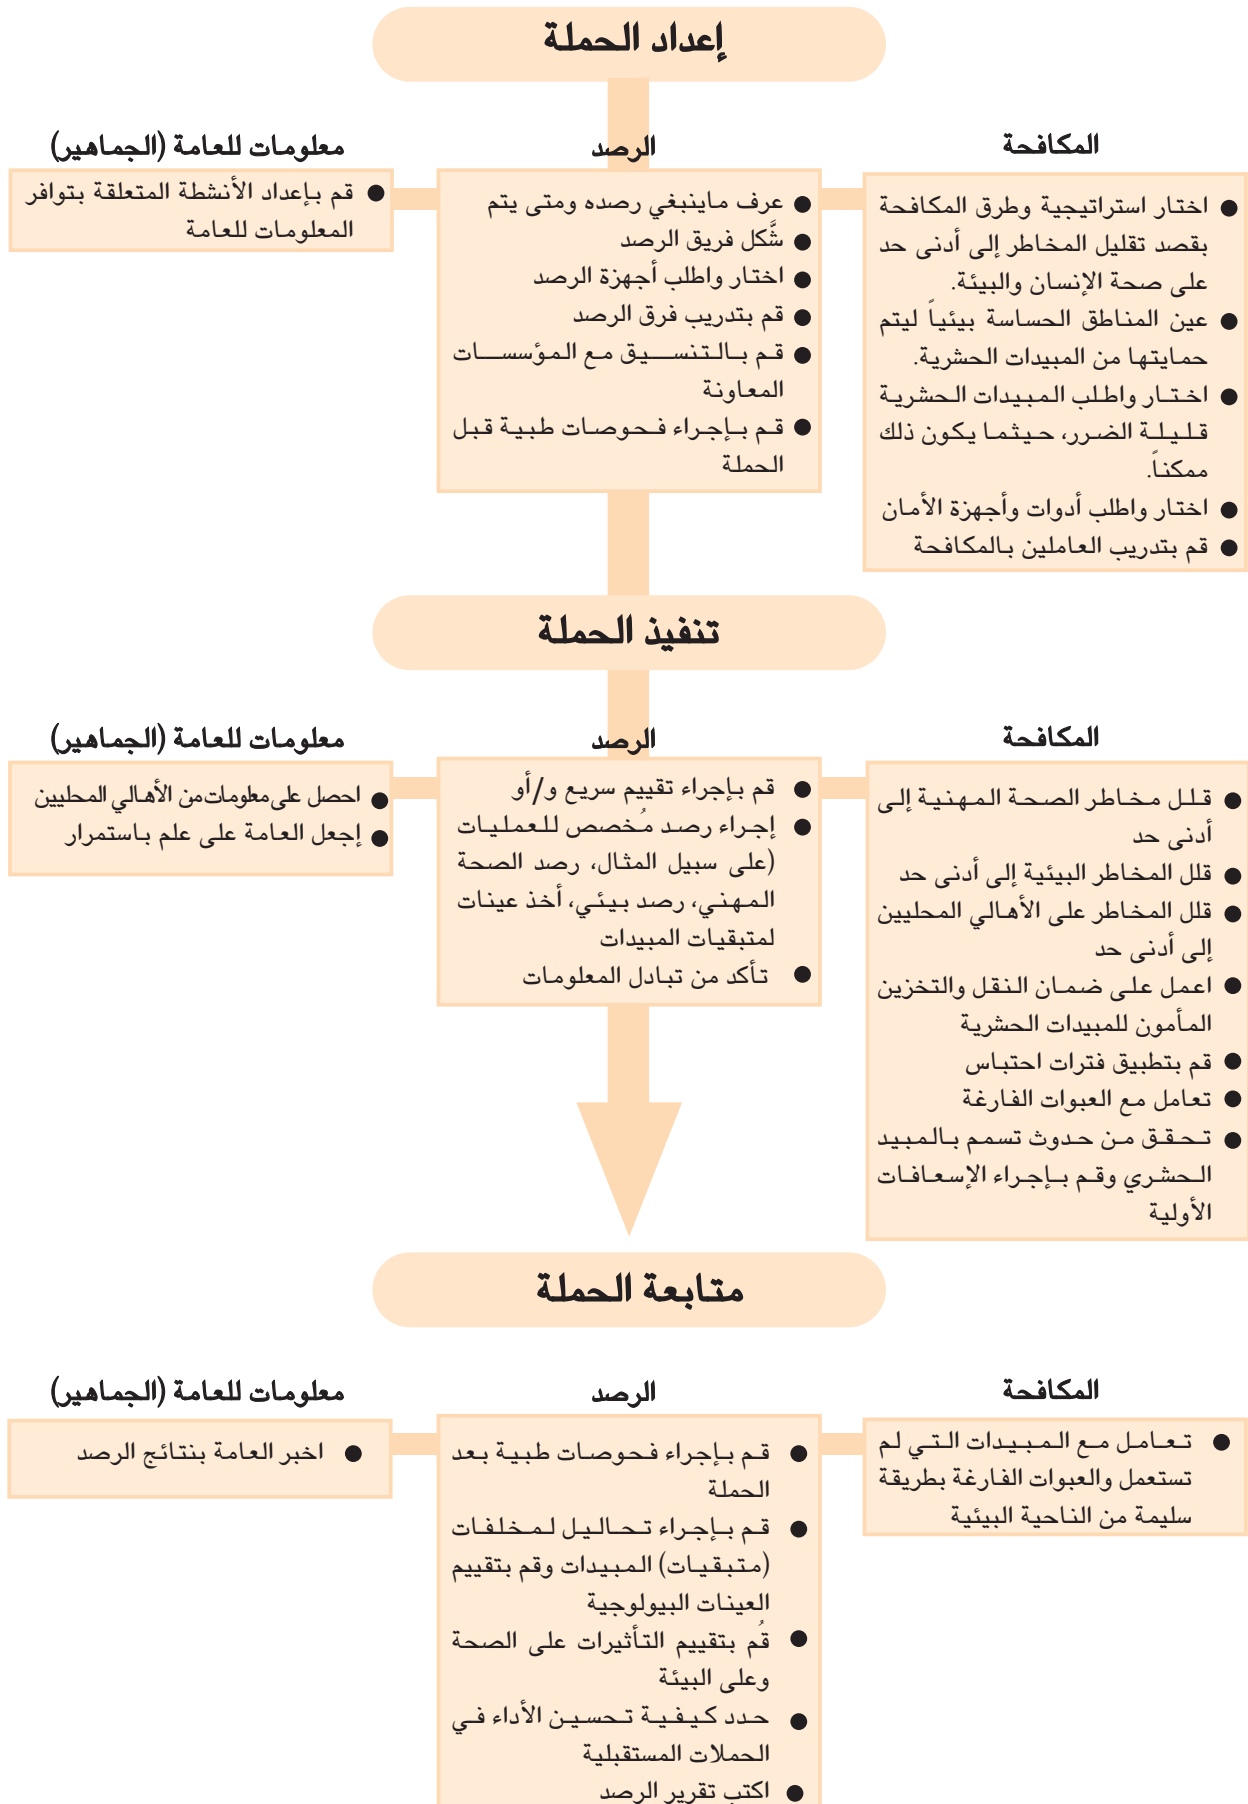 إعداد الحملة
المكافحة
اختار استراتيجية وطرق المكافحة
بقصد تقليل المخاطر إلى أدنى حد
على صحة الإنسان والبيئة.
عين المناطق الحساسة بيئياً ليتم
حمايتها من المبيدات الحشرية.
اختار واطلب المبيدات الحشرية
قليلة الضرر، حيثما يكون ذلك
ممكناً.
اختار واطلب أدوات وأجهزة الأمان
قم بتدريب العاملين بالمكافحة
الرصد
عرف ماينبغي رصده ومتى يتم
شَّكل فريق الرصد
اختار واطلب أجهزة الرصد
قم بتدريب فرق الرصد
قم بالتنسيق مع المؤسسات
المعاونة
قم بإجراء فحوصات طبية قبل
الحملة
معلومات للعامة (الجماهير)
قم بإعداد الأنشطة المتعلقة بتوافر
المعلومات للعامة
تنفيذ الحملة
المكافحة
قلل مخاطر الصحة المهنية إلى
أدنى حد
قلل المخاطر البيئية إلى أدنى حد
قلل المخاطر على الأهالي المحليين
إلى أدنى حد
اعمل على ضمان النقل والتخزين
المأمون للمبيدات الحشرية
قم بتطبيق فترات احتباس
تعامل مع العبوات الفارغة
تحقق من حدوث تسمم بالمبيد
الحشري وقم بإجراء الإسعافات
الأولية
الرصد
قم بإجراء تقييم سريع و/أو
إجراء رصد مُخصص للعمليات
(على سبيل المثال، رصد الصحة
المهني، رصد بيئي، أخذ عينات
لمتبقيات المبيدات
تأكد من تبادل المعلومات
معلومات للعامة (الجماهير)
احصل على معلومات من الأهالي المحليين
إجعل العامة على علم باستمرار
متابعة الحملة
المكافحة
تعامل مع المبيدات التي لم
تستعمل والعبوات الفارغة بطريقة
سليمة من الناحية البيئية
الرصد
قم بإجراء فحوصات طبية بعد
الحملة
قم بإجراء تحاليل لمخلفات
(متبقيات) المبيدات وقم بتقييم
العينات البيولوجية
قُم بتقييم التأثيرات على الصحة
وعلى البيئة
حدد كيفية تحسين الأداء في
الحملات المستقبلية
اكتب تقرير الرصد
معلومات للعامة (الجماهير)
اخبر العامة بنتائج الرصد